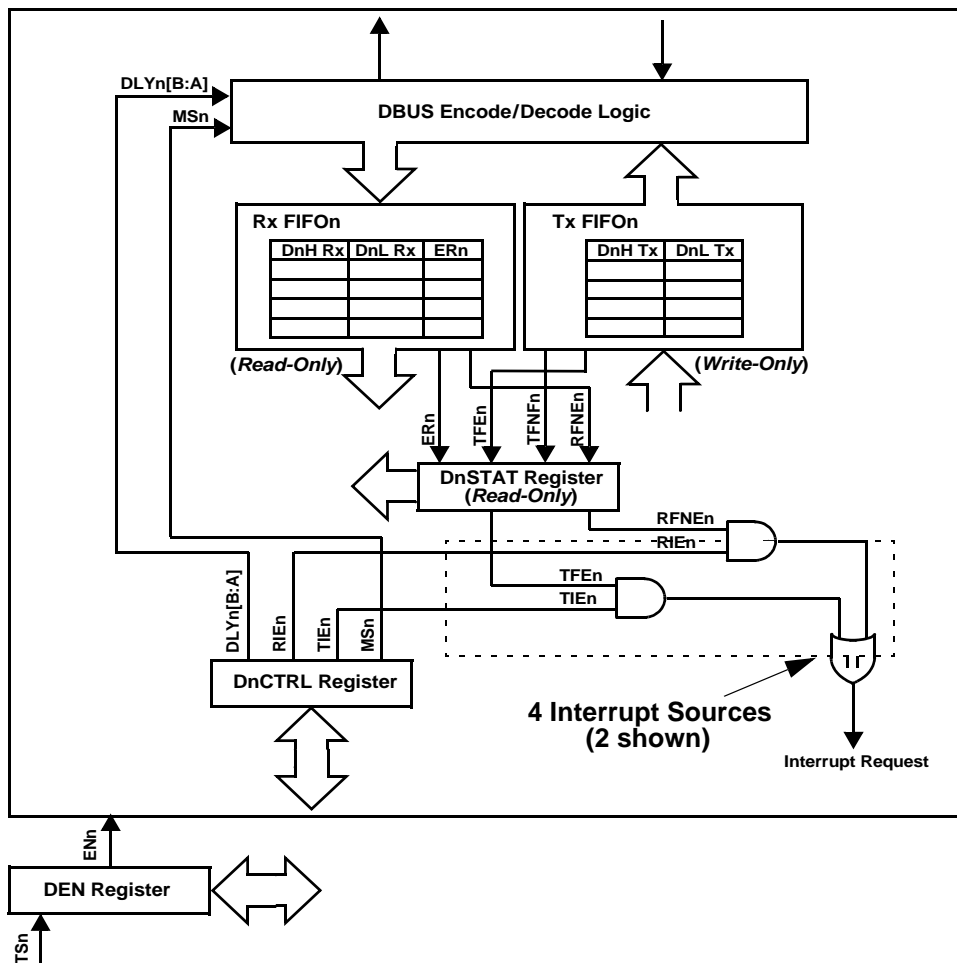 DLYn[B:A]
MSn
DBUS Encode/Decode Logic
Rx FIFOn
DnH Rx DnL Rx ERn
(Read-Only)
Tx FIFOn
DnH Tx DnL Tx
(Write-Only)
ERn
TFEn
TFNFn
RFNEn
DnSTAT Register
(Read-Only)
RFNEn
RIEn
TFEn
TIEn
DLYn[B:A]
RIEn
TIEn
MSn
DnCTRL Register
4 Interrupt Sources
(2 shown)
Interrupt Request
ENn
DEN Register
TSn